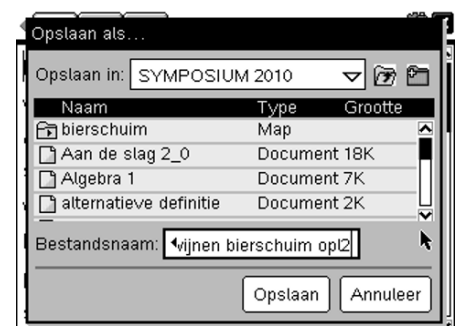 Opslaan als...
Opslaan in: SYMPOSIUM 2010
Naam Type Grootte
bierschuim Map
Aan de slag 2_0 Document 18K
Algebra 1 Document 7K
alternatieve definitie Document 2K
Bestandsnaam: wijnen bierschuim opl2
Opslaan Annuleer